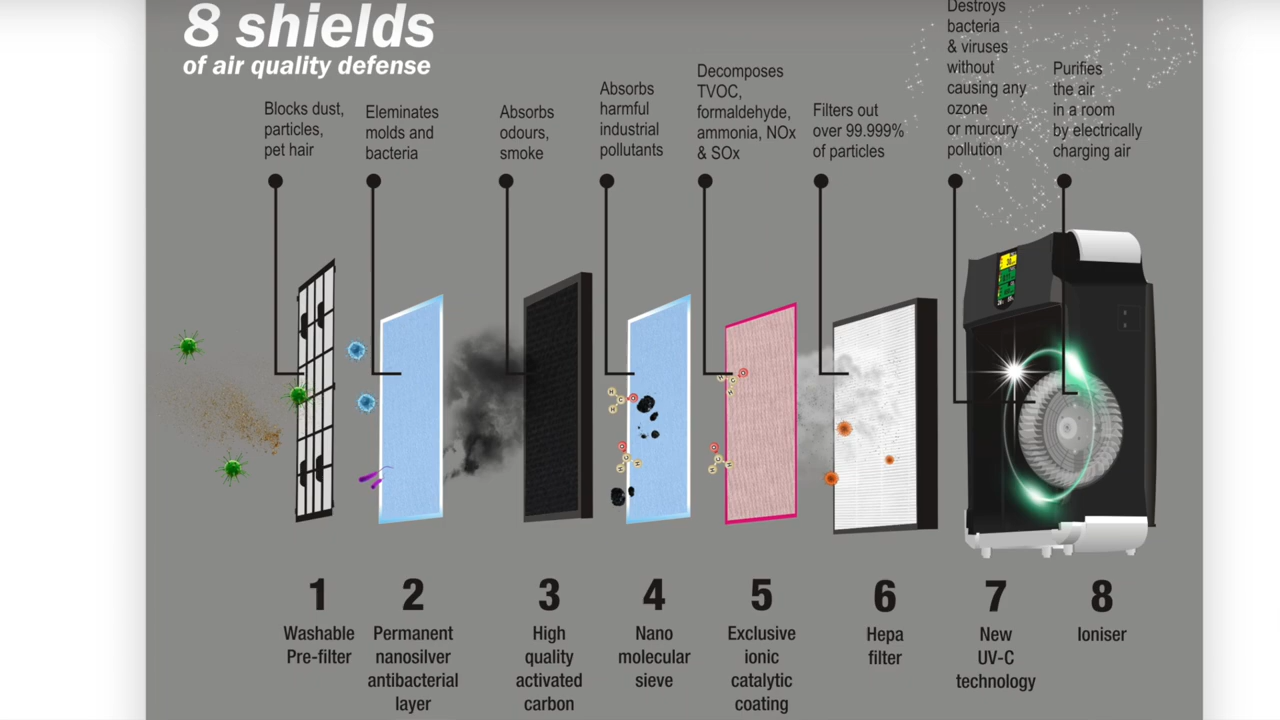 8 shields
of air quality defense
Blocks dust,
particles,
pet hair
Eleminates
molds and
bacteria
Absorbs
odours,
smoke
Absorbs
harmful
industrial
pollutants
Decomposes
TVOC,
formaldehyde,
ammonia, NOx
& SOx
Filters out
over 99.999%
of particles
Destroys
bacteria
& viruses
without
causing any
ozone
or murcury
pollution
Purifies
the air
in a room
by electrically
charging air
1
Washable
Pre-filter
2
Permanent
nanosilver
antibacterial
layer
3
High
quality
activated
carbon
4
Nano
molecular
sieve
5
Exclusive
ionic
catalytic
coating
6
Hepa
filter
7
New
UV-C
technology
8
Ioniser